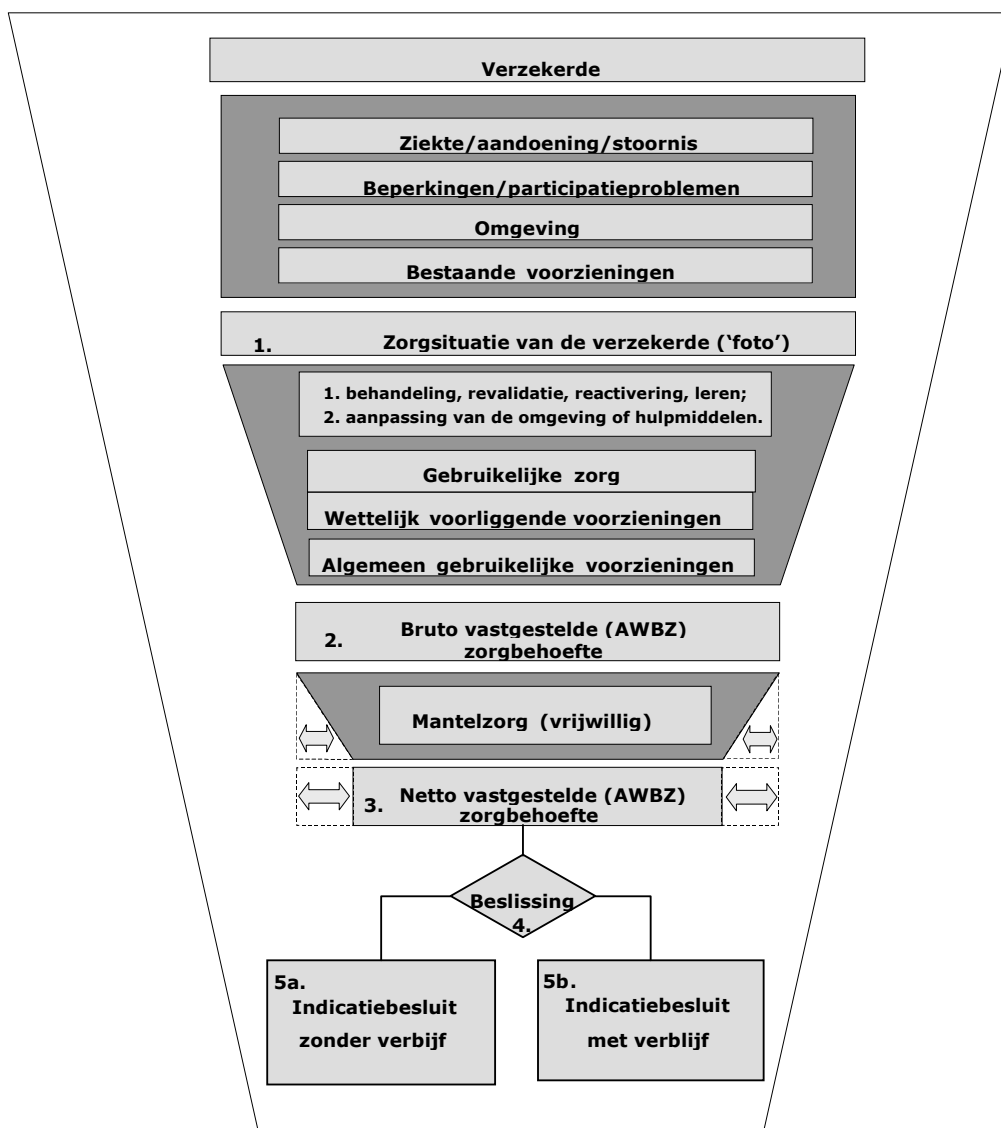 Verzekerde
Ziekte/aandoening/stoornis
Beperkingen/participatieproblemen
Omgeving
Bestaande voorzieningen
1. Zorgsituatie van de verzekerde (‘foto’)
1. behandeling, revalidatie, reactivering, leren;
2. aanpassing van de omgeving of hulpmiddelen.
Gebruikelijke zorg
Wettelijk voorliggende voorzieningen
Algemeen gebruikelijke voorzieningen
2. Bruto vastgestelde (AWBZ)
zorgbehoefte
Mantelzorg (vrijwillig)
3. Netto vastgestelde (AWBZ)
zorgbehoefte
Beslissing
4.
5a.
Indicatiebesluit
zonder verbijf
5b.
Indicatiebesluit
met verblijf